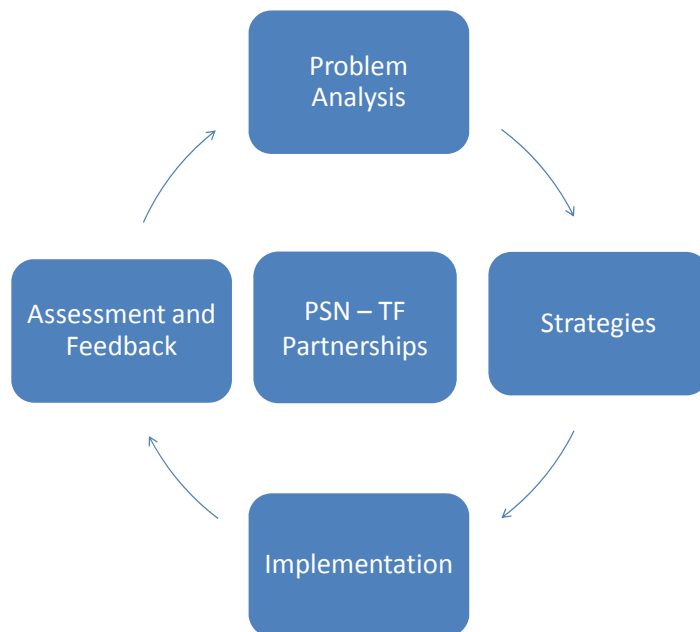 Problem
Analysis
Assessment and
Feedback
PSN – TF
Partnerships
Strategies
Implementation